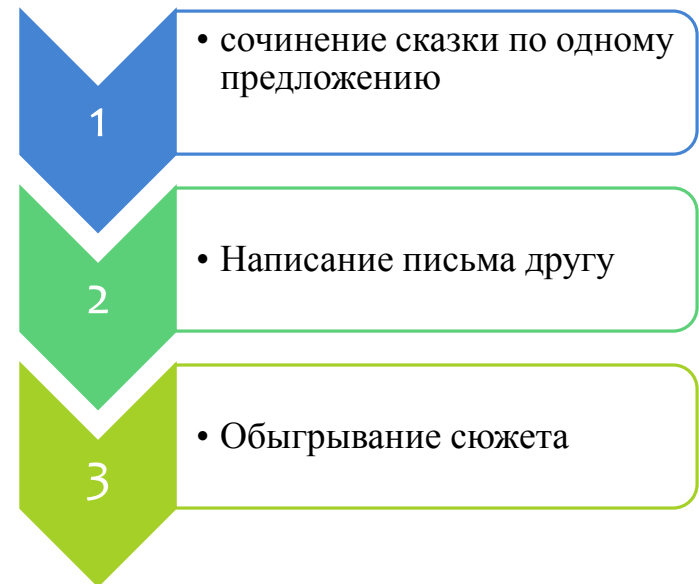 1
• сочинение сказки по одному
предложению
2
• Написание письма другу
3
• Обыгрывание сюжета